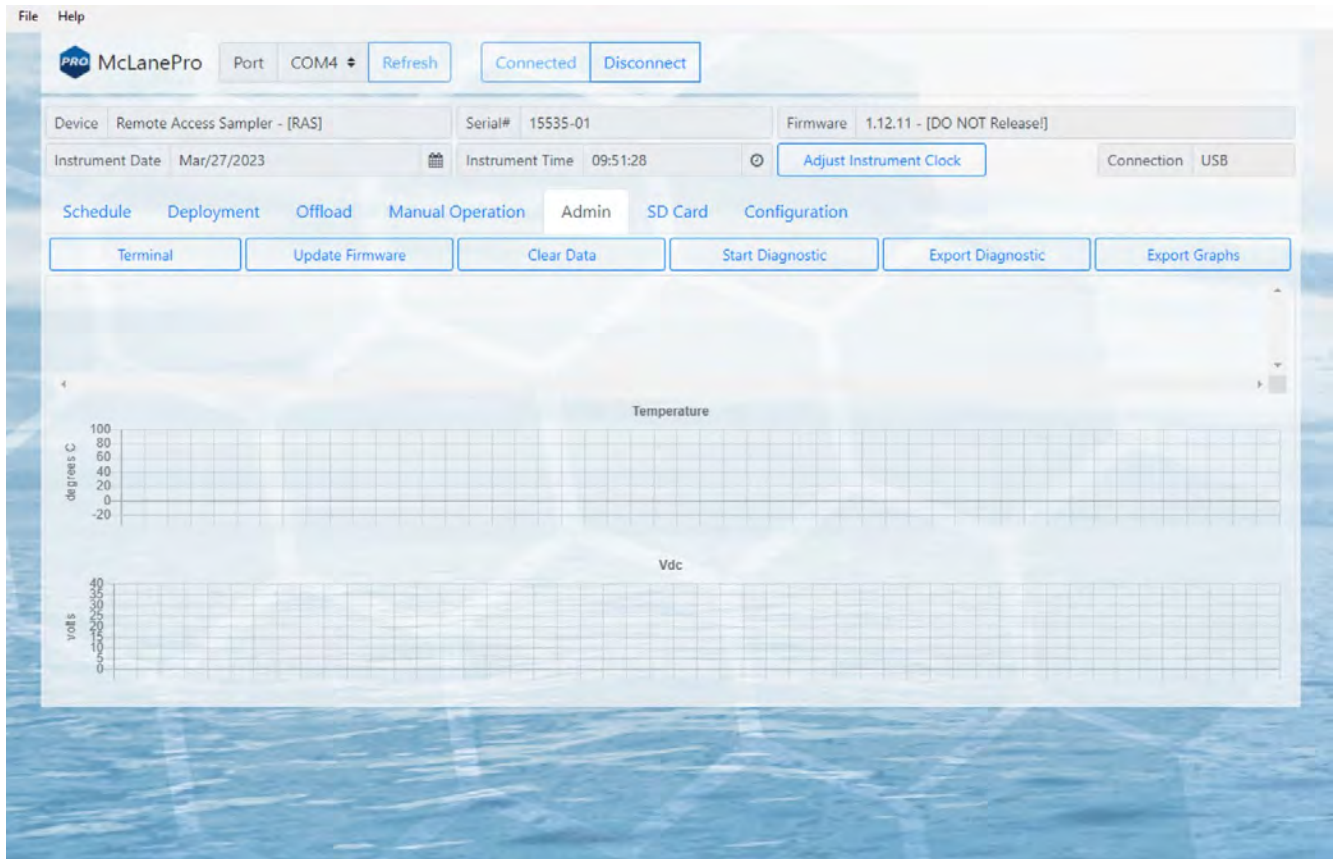 File Help
PRO McLanePro Port COM4 Refresh Connected Disconnect
Device Remote Access Sampler - [RAS] Serial# 15535-01 Firmware 1.12.11 - [DO NOT Release!]
Instrument Date Mar/27/2023 Instrument Time 09:51:28 Adjust Instrument Clock Connection USB
Schedule Deployment Offload Manual Operation Admin SD Card Configuration
Terminal Update Firmware Clear Data Start Diagnostic Export Diagnostic Export Graphs
Temperature
degrees C
100
80
60
40
20
0
-20
Vdc
volts
40
35
30
25
20
15
10
5
0